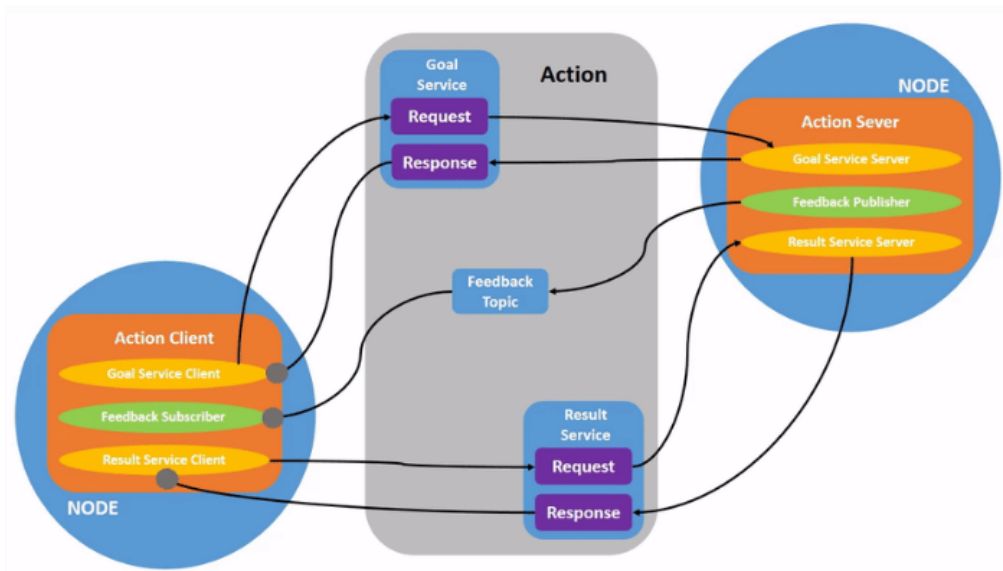 Goal
Service
Request
Response
Action
NODE
Action Sever
Goal Service Server
Feedback Publisher
Result Service Server
Feedback
Topic
Action Client
Goal Service Client
Feedback Subscriber
Result Service Client
NODE
Result
Service
Request
Response